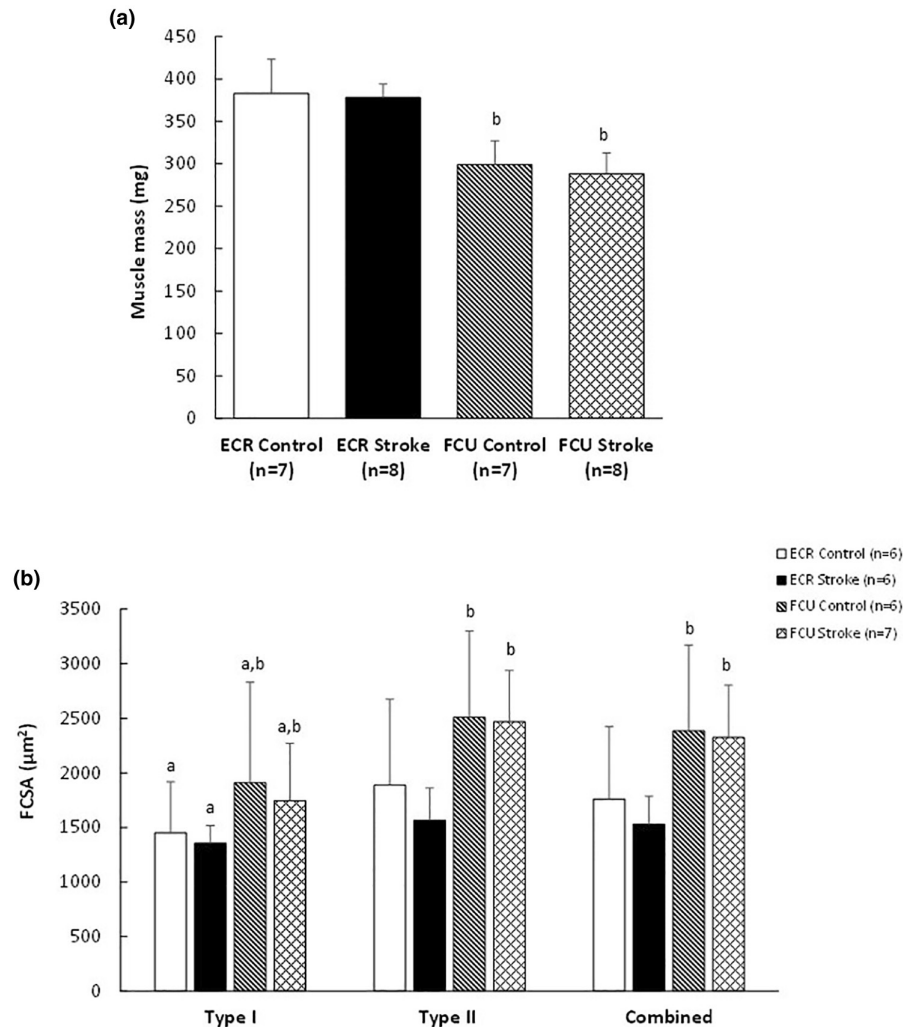 (a)
450
400
350
300
250
200
150
100
50
0
Muscle mass (mg)
b
b
ECR Control
(n=7)
ECR Stroke
(n=8)
FCU Control
(n=7)
FCU Stroke
(n=8)
(b)
ECR Control (n=6)
ECR Stroke (n=6)
FCU Control (n=6)
FCU Stroke (n=7)
3500
3000
2500
2000
1500
1000
500
0
FCSA (µm²)
a
a
a,b
a,b
b
b
b
b
Type I
Type II
Combined